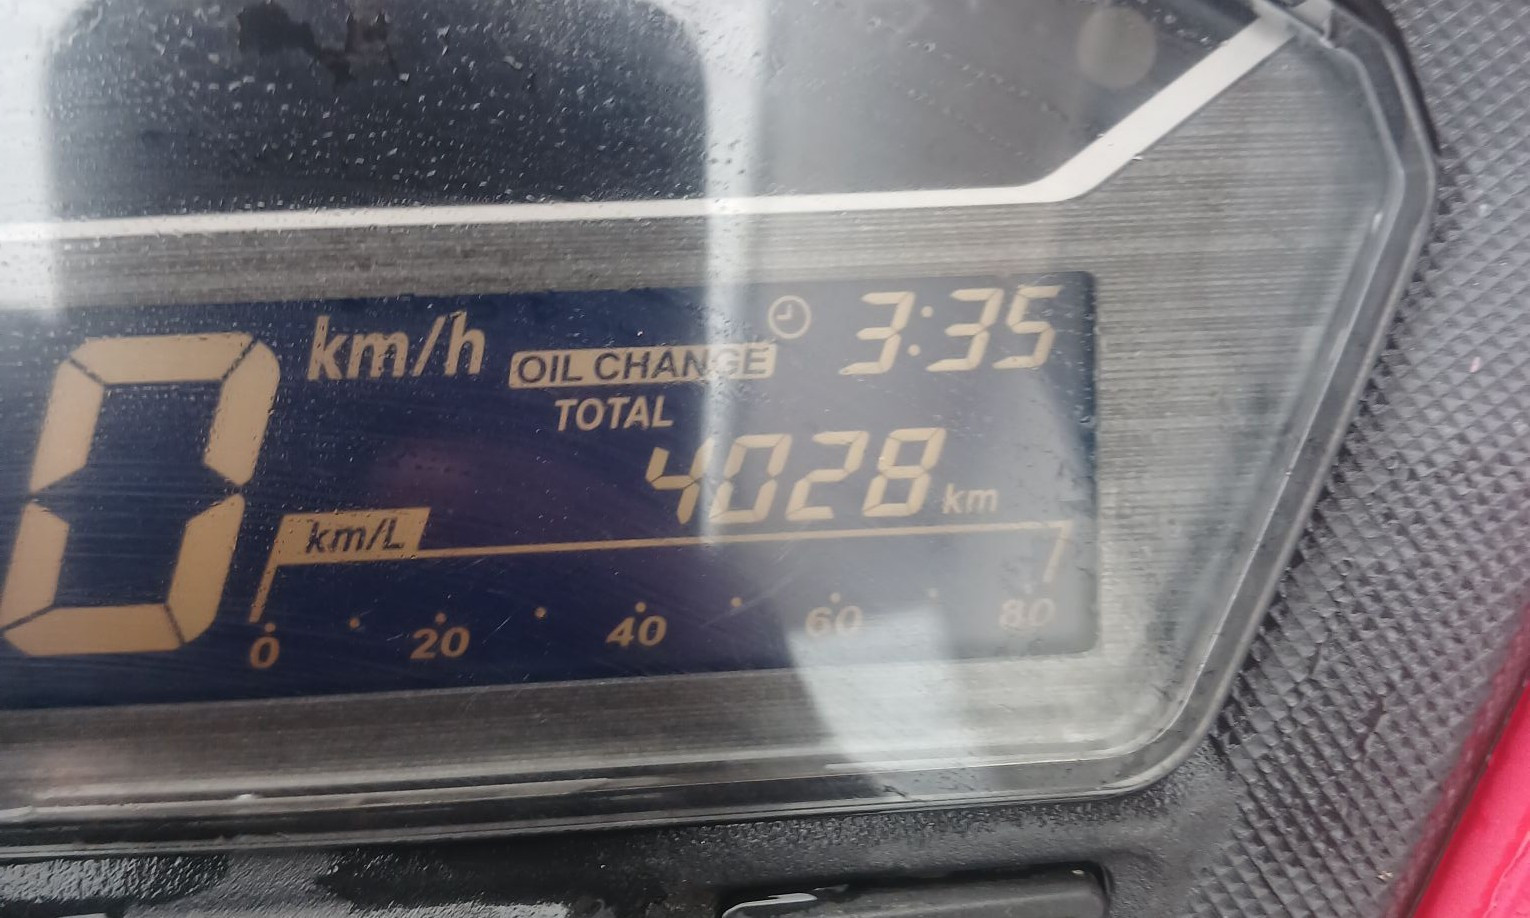 0 km/h
OIL CHANGE
3:35
TOTAL
4028 km
km/L
0 20 40 60 80